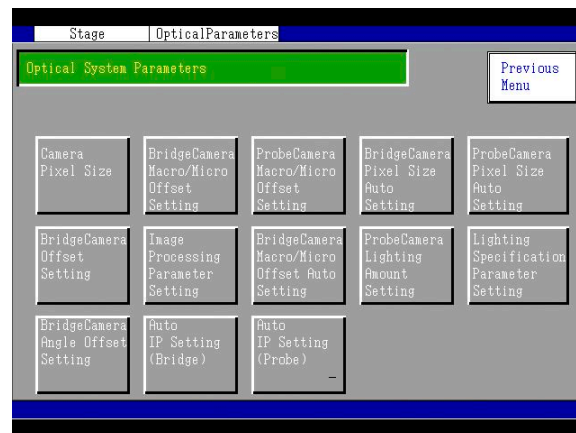 Stage
OpticalParameters
Optical System Parameters
Previous
Menu
Camera
Pixel Size
BridgeCamera
Macro/Micro
Offset
Setting
ProbeCamera
Macro/Micro
Offset
Setting
BridgeCamera
Pixel Size
Auto
Setting
ProbeCamera
Pixel Size
Auto
Setting
BridgeCamera
Offset
Setting
Image
Processing
Parameter
Setting
BridgeCamera
Macro/Micro
Offset Auto
Setting
ProbeCamera
Lighting
Amount
Setting
Lighting
Specification
Parameter
Setting
BridgeCamera
Angle Offset
Setting
Auto
IP Setting
(Bridge)
Auto
IP Setting
(Probe)